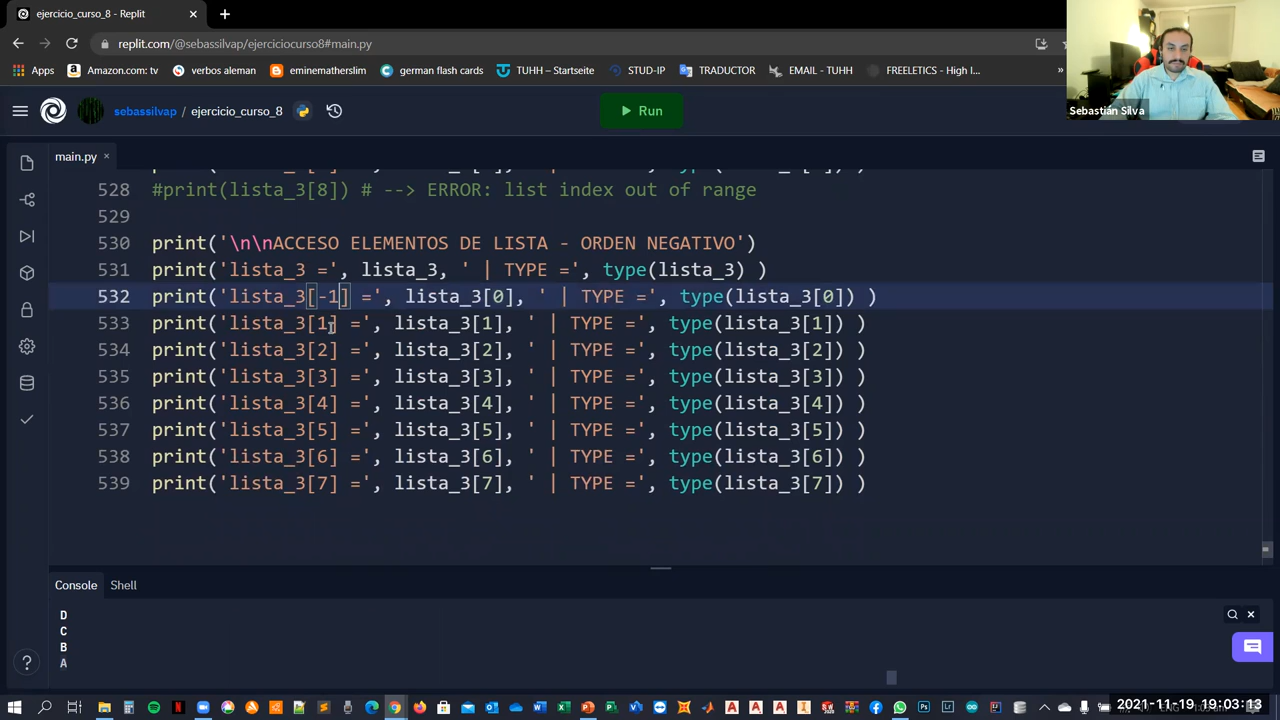 ejercicio_curso_8 - Replit
replit.com/@sebassilvap/ejerciciocurso8#main.py
Apps Amazon.com: tv verbos aleman eminemathslim german flash cards TUHH – Startseite STUD-IP TRADUCTOR EMAIL - TUHH FREELETICS - High I... »
Sebastián Silva
sebassilvap / ejercicio_curso_8 Run
main.py
528 #print(lista_3[8]) # --> ERROR: list index out of range
529
530 print('\n\nACCESO ELEMENTOS DE LISTA - ORDEN NEGATIVO')
531 print('lista_3 =', lista_3, ' | TYPE =', type(lista_3) )
532 print('lista_3[-1] =', lista_3[0], ' | TYPE =', type(lista_3[0]) )
533 print('lista_3[1] =', lista_3[1], ' | TYPE =', type(lista_3[1]) )
534 print('lista_3[2] =', lista_3[2], ' | TYPE =', type(lista_3[2]) )
535 print('lista_3[3] =', lista_3[3], ' | TYPE =', type(lista_3[3]) )
536 print('lista_3[4] =', lista_3[4], ' | TYPE =', type(lista_3[4]) )
537 print('lista_3[5] =', lista_3[5], ' | TYPE =', type(lista_3[5]) )
538 print('lista_3[6] =', lista_3[6], ' | TYPE =', type(lista_3[6]) )
539 print('lista_3[7] =', lista_3[7], ' | TYPE =', type(lista_3[7]) )
Console Shell
D
C
B
A
2021-11-19 19:03:13